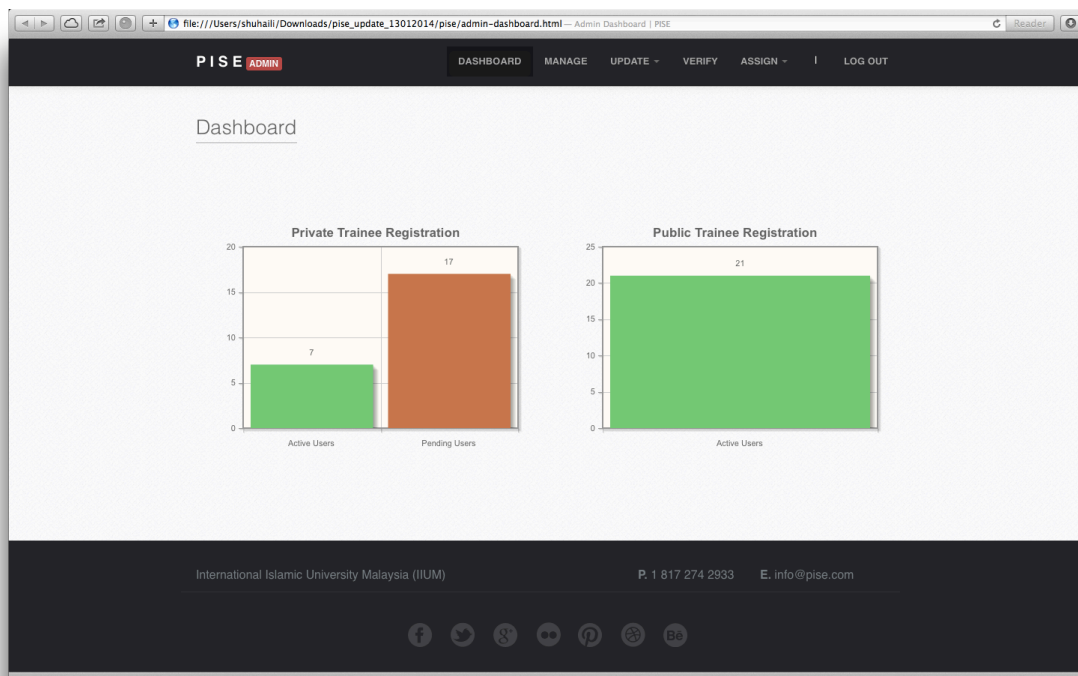 file:///Users/shuhaili/Downloads/pise_update_13012014/pise/admin-dashboard.html — Admin Dashboard | PISE
Reader
PISE ADMIN
DASHBOARD MANAGE UPDATE VERIFY ASSIGN | LOG OUT
Dashboard
Private Trainee Registration
20
15
10
5
0
7
17
Active Users
Pending Users
Public Trainee Registration
25
20
15
10
5
0
21
Active Users
International Islamic University Malaysia (IIUM)
P. 1 817 274 2933 E. info@pise.com
Bē